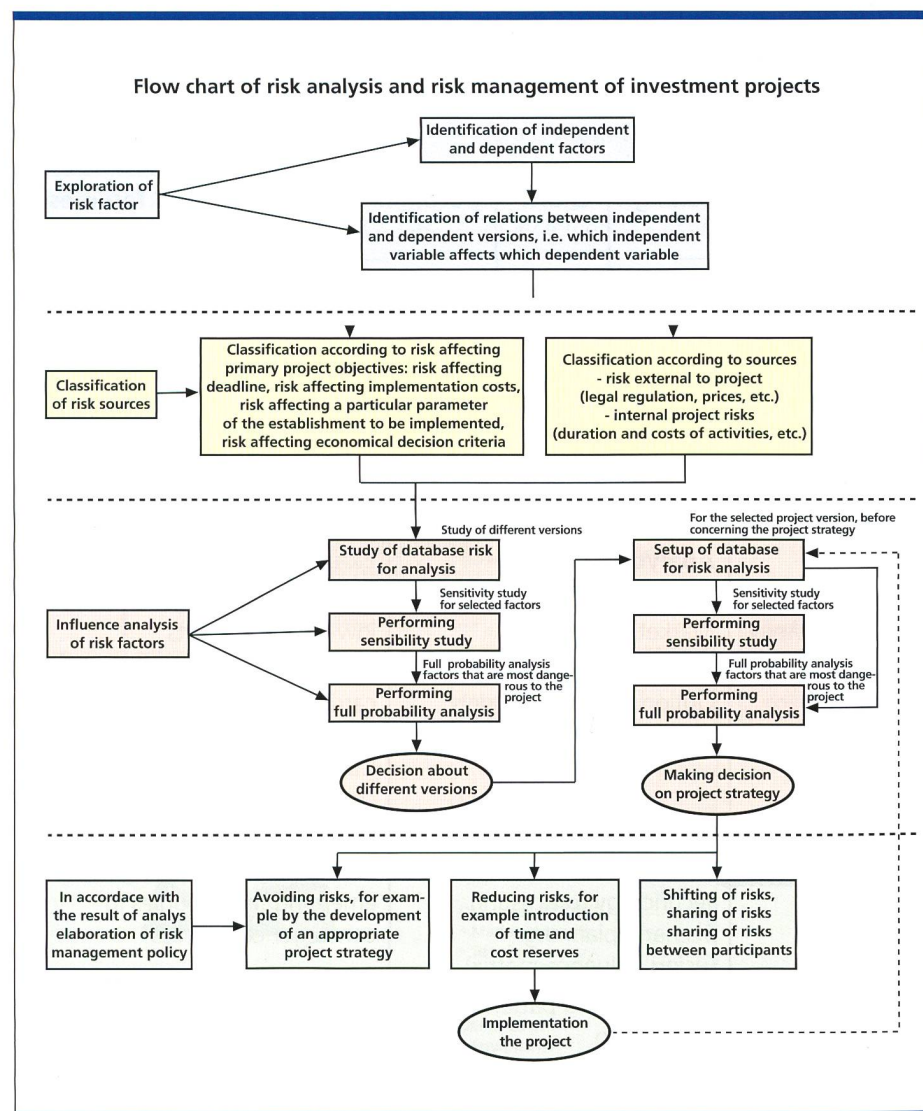 Flow chart of risk analysis and risk management of investment projects
Identification of independent
and dependent factors
Exploration of
risk factor
Identification of relations between independent
and dependent versions, i.e. which independent
variable affects which dependent variable
Classification
of risk sources
Classification according to risk affecting
primary project objectives: risk affecting
deadline, risk affecting implementation costs,
risk affecting a particular parameter
of the establishment to be implemented,
risk affecting economical decision criteria
Classification according to sources
- risk external to project
(legal regulation, prices, etc.)
- internal project risks
(duration and costs of activities, etc.)
Influence analysis
of risk factors
Study of different versions
Study of database risk
for analysis
Sensitivity study
for selected factors
Performing
sensibility study
Full probability analysis
factors that are most dange-
rous to the
project
Performing
full probability analysis
Decision about
different versions
For the selected project version, before
concerning the project strategy
Setup of database
for risk analysis
Sensitivity study
for selected factors
Performing
sensibility study
Full probability analysis
factors that are most dange-
rous to the
project
Performing
full probability analysis
Making decision
on project strategy
In accordace with
the result of analys
elaboration of risk
management policy
Avoiding risks, for exam-
ple by the development
of an appropriate
project strategy
Reducing risks, for
example introduction
of time and
cost reserves
Shifting of risks,
sharing of risks
sharing of risks
between participants
Implementation
the project